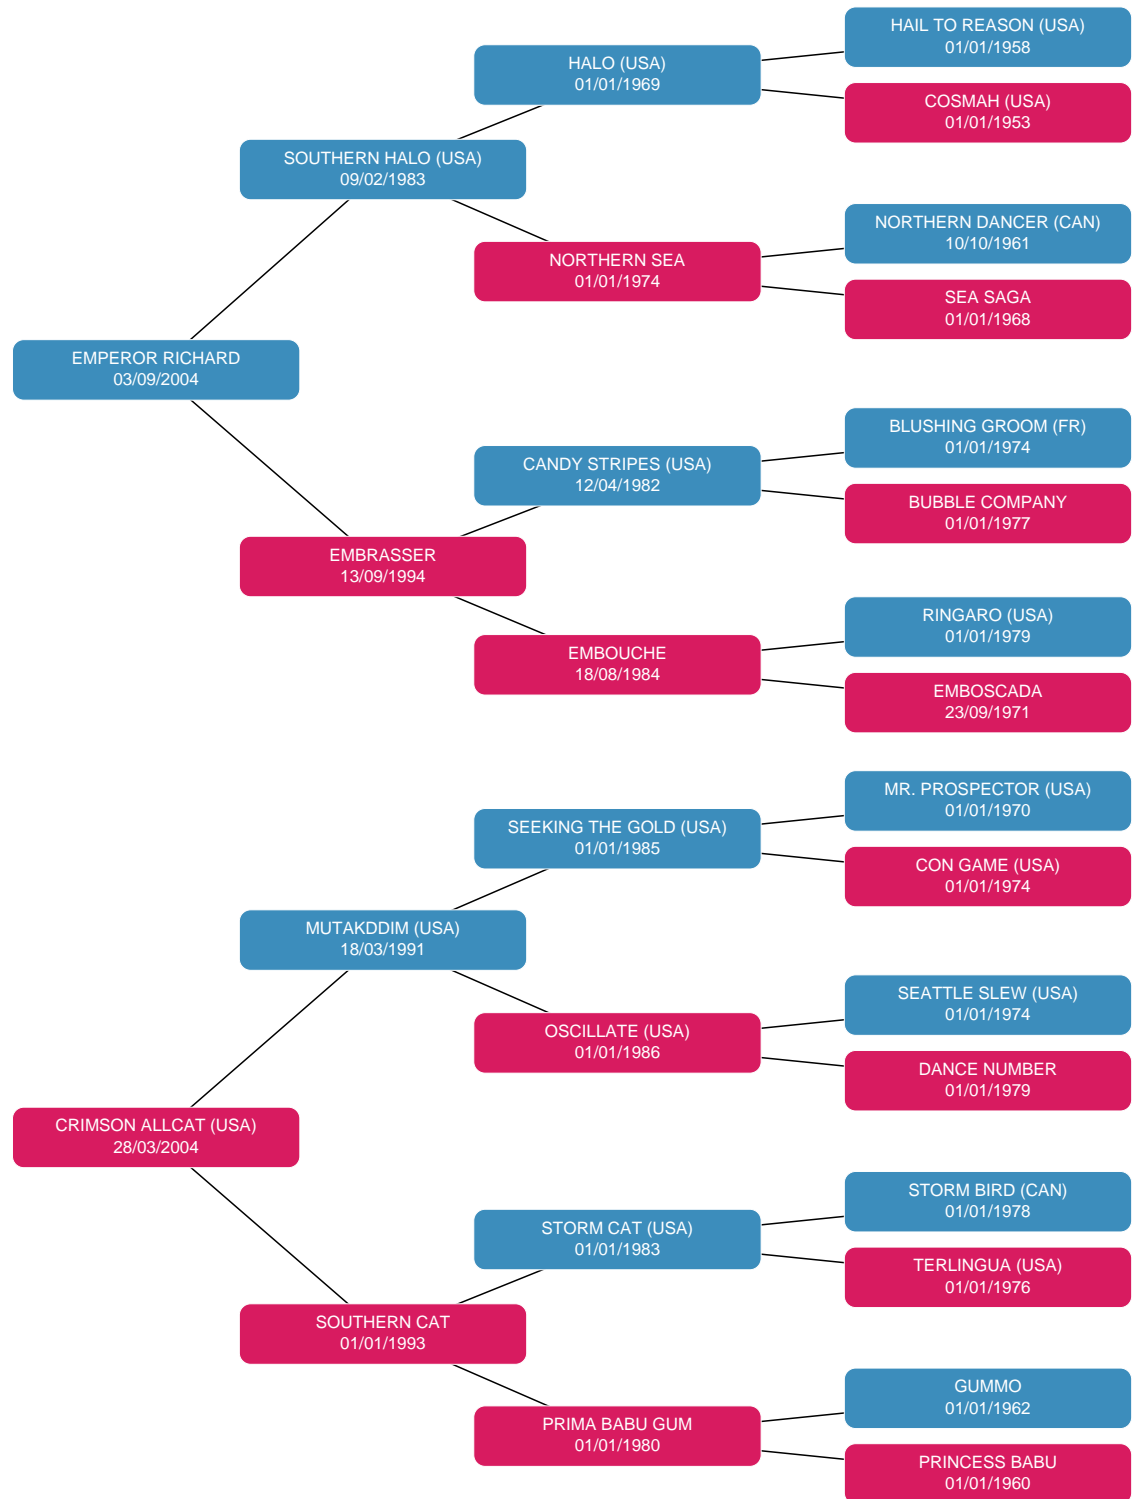 HAIL TO REASON (USA)
01/01/1958
HALO (USA)
01/01/1969
COSMAH (USA)
01/01/1953
SOUTHERN HALO (USA)
09/02/1983
NORTHERN DANCER (CAN)
10/10/1961
NORTHERN SEA
01/01/1974
SEA SAGA
01/01/1968
EMPEROR RICHARD
03/09/2004
BLUSHING GROOM (FR)
01/01/1974
CANDY STRIPES (USA)
12/04/1982
BUBBLE COMPANY
01/01/1977
EMBRASSER
13/09/1994
RINGARO (USA)
01/01/1979
EMBOUCHE
18/08/1984
EMBOSCADA
23/09/1971
MR. PROSPECTOR (USA)
01/01/1970
SEEKING THE GOLD (USA)
01/01/1985
CON GAME (USA)
01/01/1974
MUTAKDDIM (USA)
18/03/1991
SEATTLE SLEW (USA)
01/01/1974
OSCILLATE (USA)
01/01/1986
DANCE NUMBER
01/01/1979
CRIMSON ALLCAT (USA)
28/03/2004
STORM BIRD (CAN)
01/01/1978
STORM CAT (USA)
01/01/1983
TERLINGUA (USA)
01/01/1976
SOUTHERN CAT
01/01/1993
GUMMO
01/01/1962
PRIMA BABU GUM
01/01/1980
PRINCESS BABU
01/01/1960